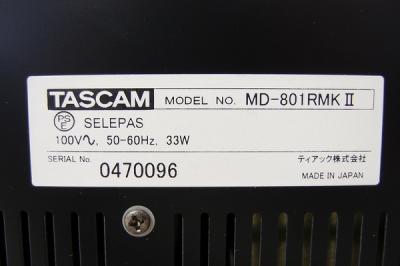 TASCAM MODEL NO. MD-801RMKⅡ
PSE SELEPAS
100V∿, 50-60Hz, 33W
SERIAL No. ティアック株式会社
0470096 MADE IN JAPAN